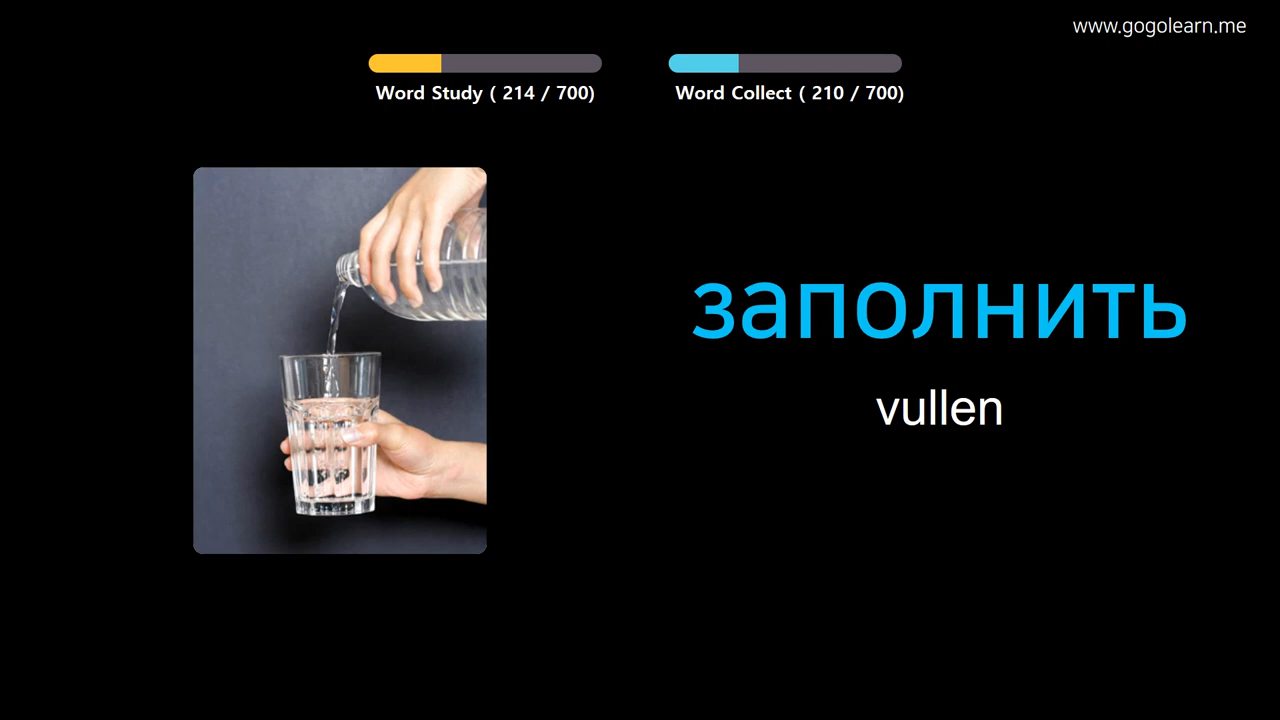 www.gogolearn.me
Word Study ( 214 / 700)
Word Collect ( 210 / 700)
заполнить
vullen